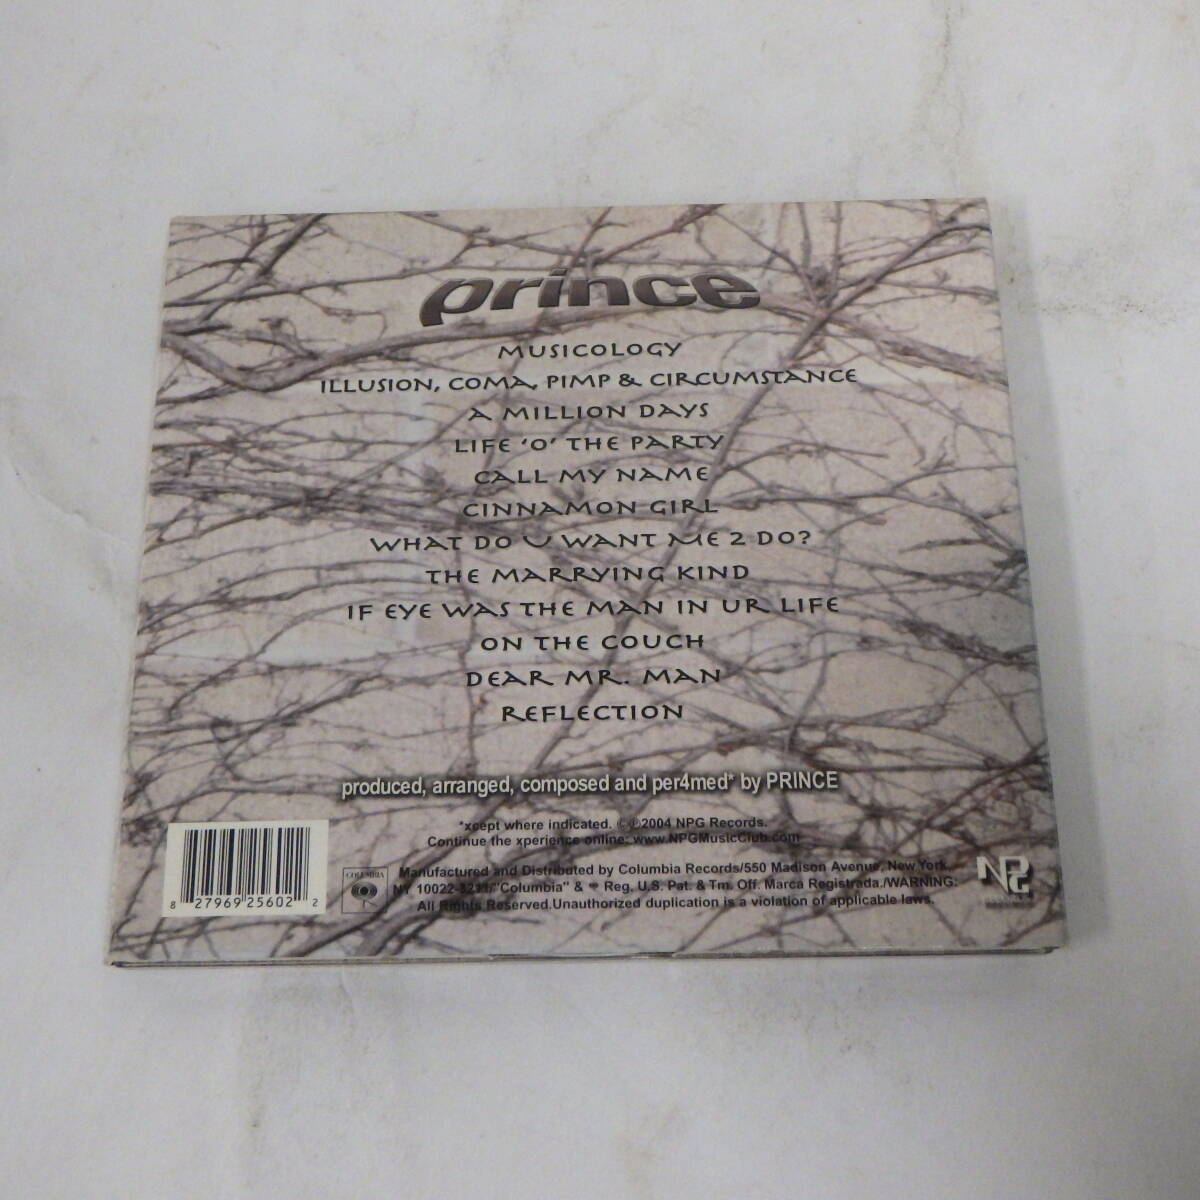 prince
MUSICOLOGY
ILLUSION, COMA, PIMP & CIRCUMSTANCE
A MILLION DAYS
LIFE 'O' THE PARTY
CALL MY NAME
CINNAMON GIRL
WHAT DO U WANT ME 2 DO?
THE MARRYING KIND
IF EYE WAS THE MAN IN UR LIFE
ON THE COUCH
DEAR MR. MAN
REFLECTION
produced, arranged, composed and per4med* by PRINCE
*xcept where indicated. ©℗2004 NPG Records.
Continue the xperience online: www.NPGMusicClub.com
COLUMBIA
Manufactured and Distributed by Columbia Records/550 Madison Avenue, New York,
NY 10022-3211/"Columbia" & Reg. U.S. Pat. & Tm. Off. Marca Registrada./WARNING:
All Rights Reserved.Unauthorized duplication is a violation of applicable laws.
NPG
8 27969 25602 2